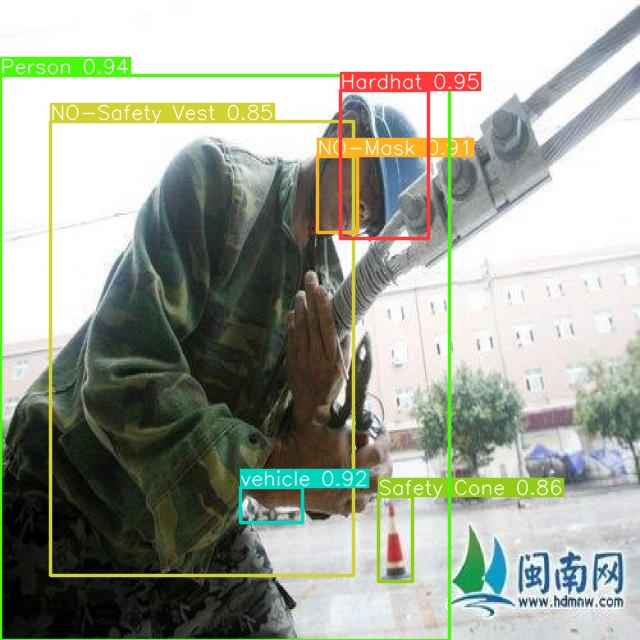 Person 0.94
Hardhat 0.95
NO-Safety Vest 0.85
NO-Mask 0.91
vehicle 0.92
Safety Cone 0.86
闽南网
www.hdmnw.com